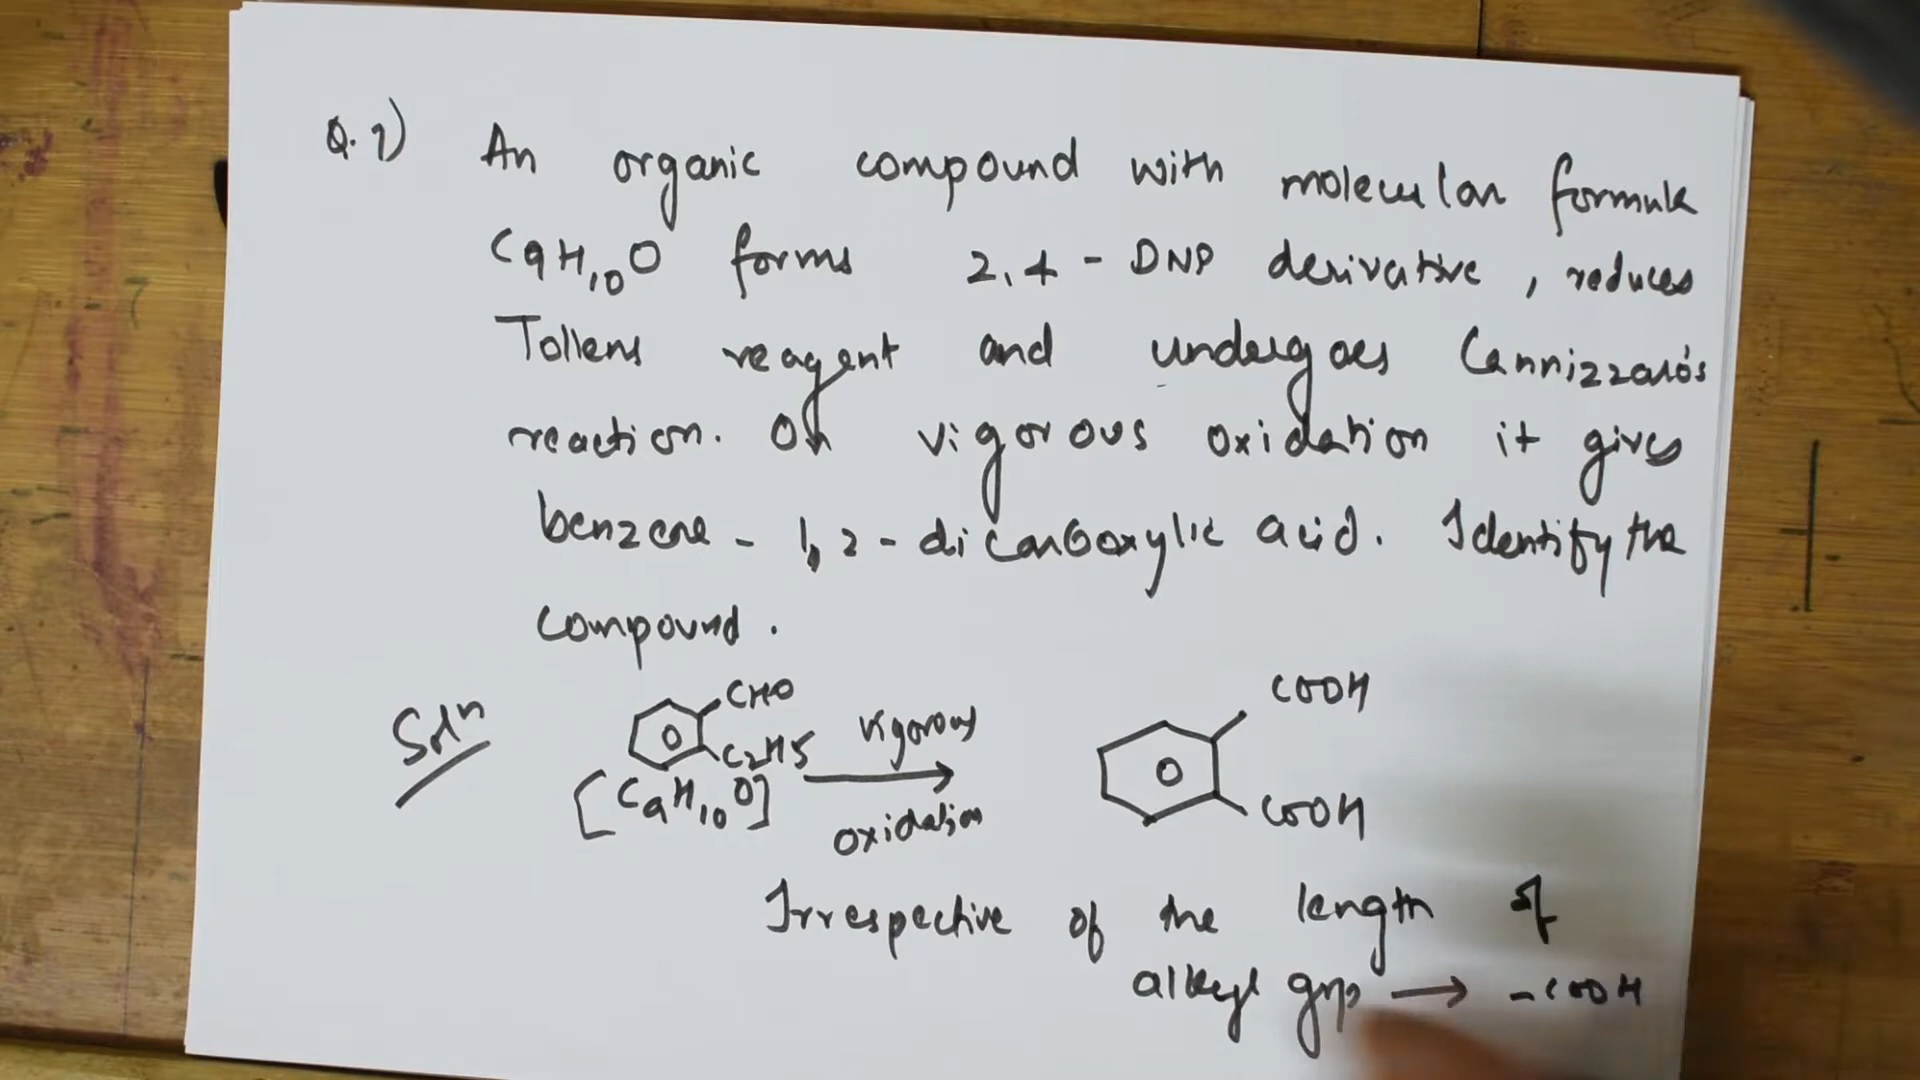 Q. 9) An organic compound with molecular formula
C9H10O forms 2,4 - DNP derivative, reduces
Tollens reagent and undergoes Cannizzaro's
reaction. On vigorous oxidation it gives
benzene - 1,2 - dicarboxylic acid. Identify the
compound.
Soln
CHO
C2H5
[C9H10O]
vigorous
oxidation
COOH
COOH
Irrespective of the length of
alkyl grp → -COOH